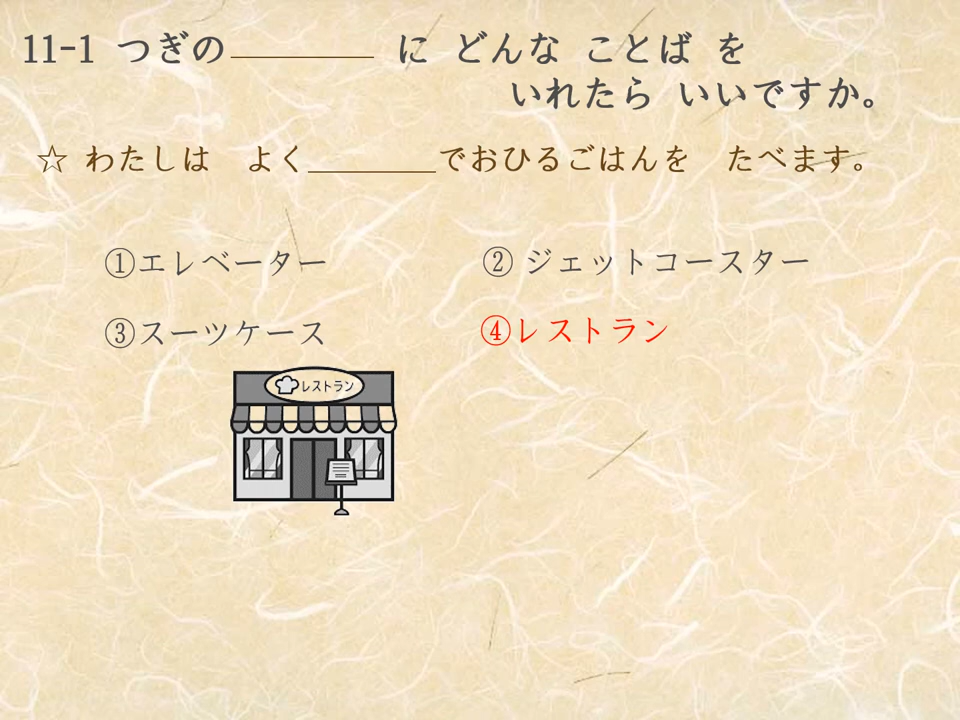 11-1 つぎの＿＿＿＿ に どんな ことば を
いれたら いいですか。
☆ わたしは よく＿＿＿＿でおひるごはんを たべます。
①エレベーター ② ジェットコースター
③スーツケース ④レストラン
レストラン